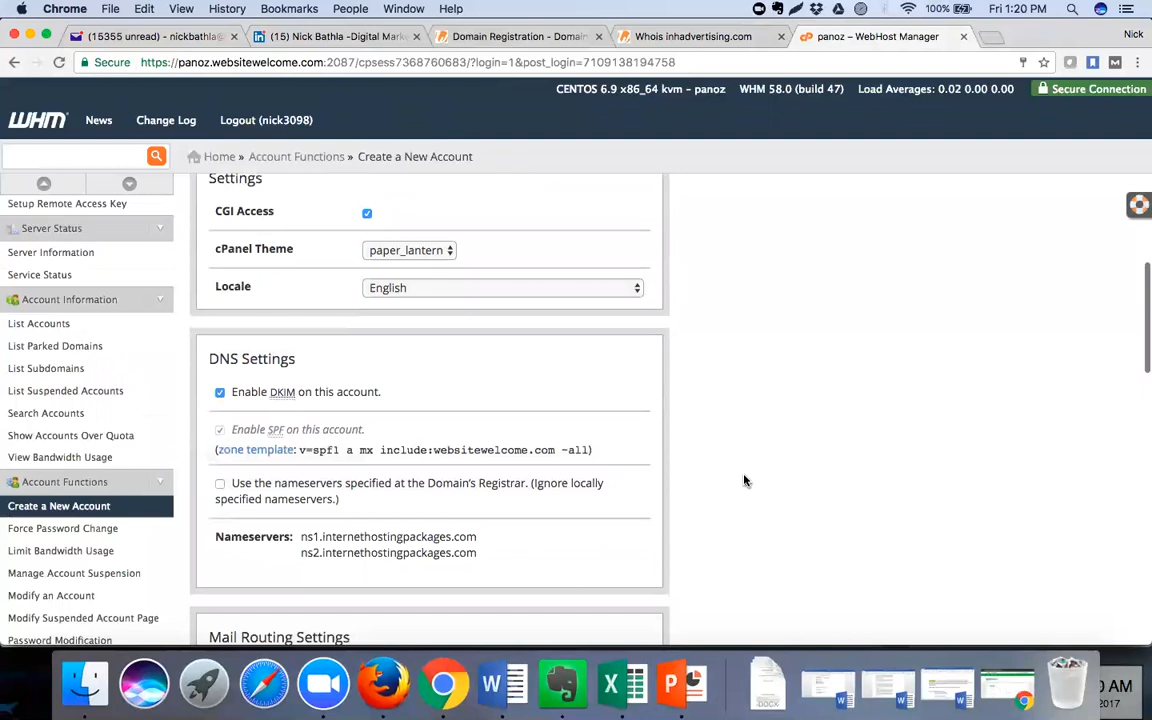 Chrome File Edit View History Bookmarks People Window Help 100% Fri 1:20 PM
(15355 unread) - nickbathla@
(15) Nick Bathla -Digital Market
Domain Registration - Domain
Whois inhadvertising.com
panoz – WebHost Manager
Nick
Secure https://panoz.websitewelcome.com:2087/cpsess7368760683/?login=1&post_login=7109138194758
CENTOS 6.9 x86_64 kvm - panoz WHM 58.0 (build 47) Load Averages: 0.02 0.00 0.00 Secure Connection
WHM News Change Log Logout (nick3098)
Home » Account Functions » Create a New Account
Setup Remote Access Key
Server Status
Server Information
Service Status
Account Information
List Accounts
List Parked Domains
List Subdomains
List Suspended Accounts
Search Accounts
Show Accounts Over Quota
View Bandwidth Usage
Account Functions
Create a New Account
Force Password Change
Limit Bandwidth Usage
Manage Account Suspension
Modify an Account
Modify Suspended Account Page
Password Modification
Settings
CGI Access
cPanel Theme paper_lantern
Locale English
DNS Settings
Enable DKIM on this account.
Enable SPF on this account.
(zone template: v=spf1 a mx include:websitewelcome.com -all)
Use the nameservers specified at the Domain's Registrar. (Ignore locally
specified nameservers.)
Nameservers: ns1.internethostingpackages.com
ns2.internethostingpackages.com
Mail Routing Settings
DOCX
AM
2017